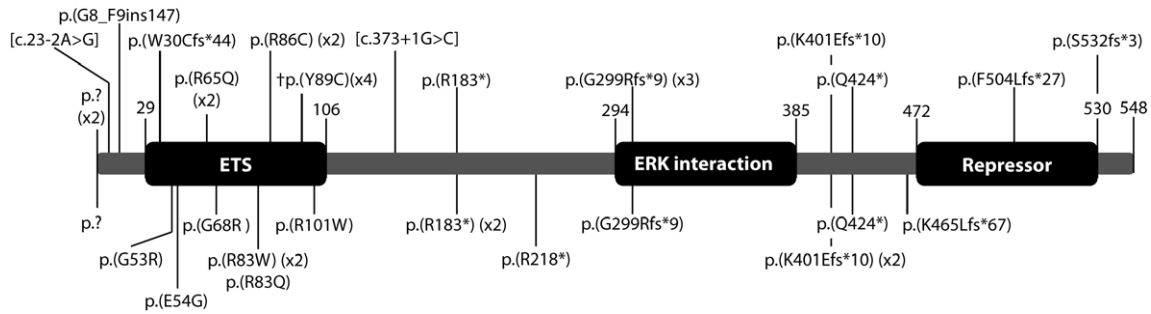 p.(G8_F9ins147)
[c.23-2A>G]
p.(W30Cfs*44)
p.(R86C) (x2)
[c.373+1G>C]
p.(K401Efs*10)
p.(S532fs*3)
p.?
(x2)
p.(R65Q)
(x2)
†p.(Y89C)(x4)
p.(R183*)
p.(G299Rfs*9) (x3)
p.(Q424*)
p.(F504Lfs*27)
29
106
294
385
472
530
548
ETS
ERK interaction
Repressor
p.?
p.(G68R )
p.(R101W)
p.(R183*) (x2)
p.(G299Rfs*9)
p.(Q424*)
p.(K465Lfs*67)
p.(G53R)
p.(R83W) (x2)
p.(R83Q)
p.(R218*)
p.(K401Efs*10) (x2)
p.(E54G)